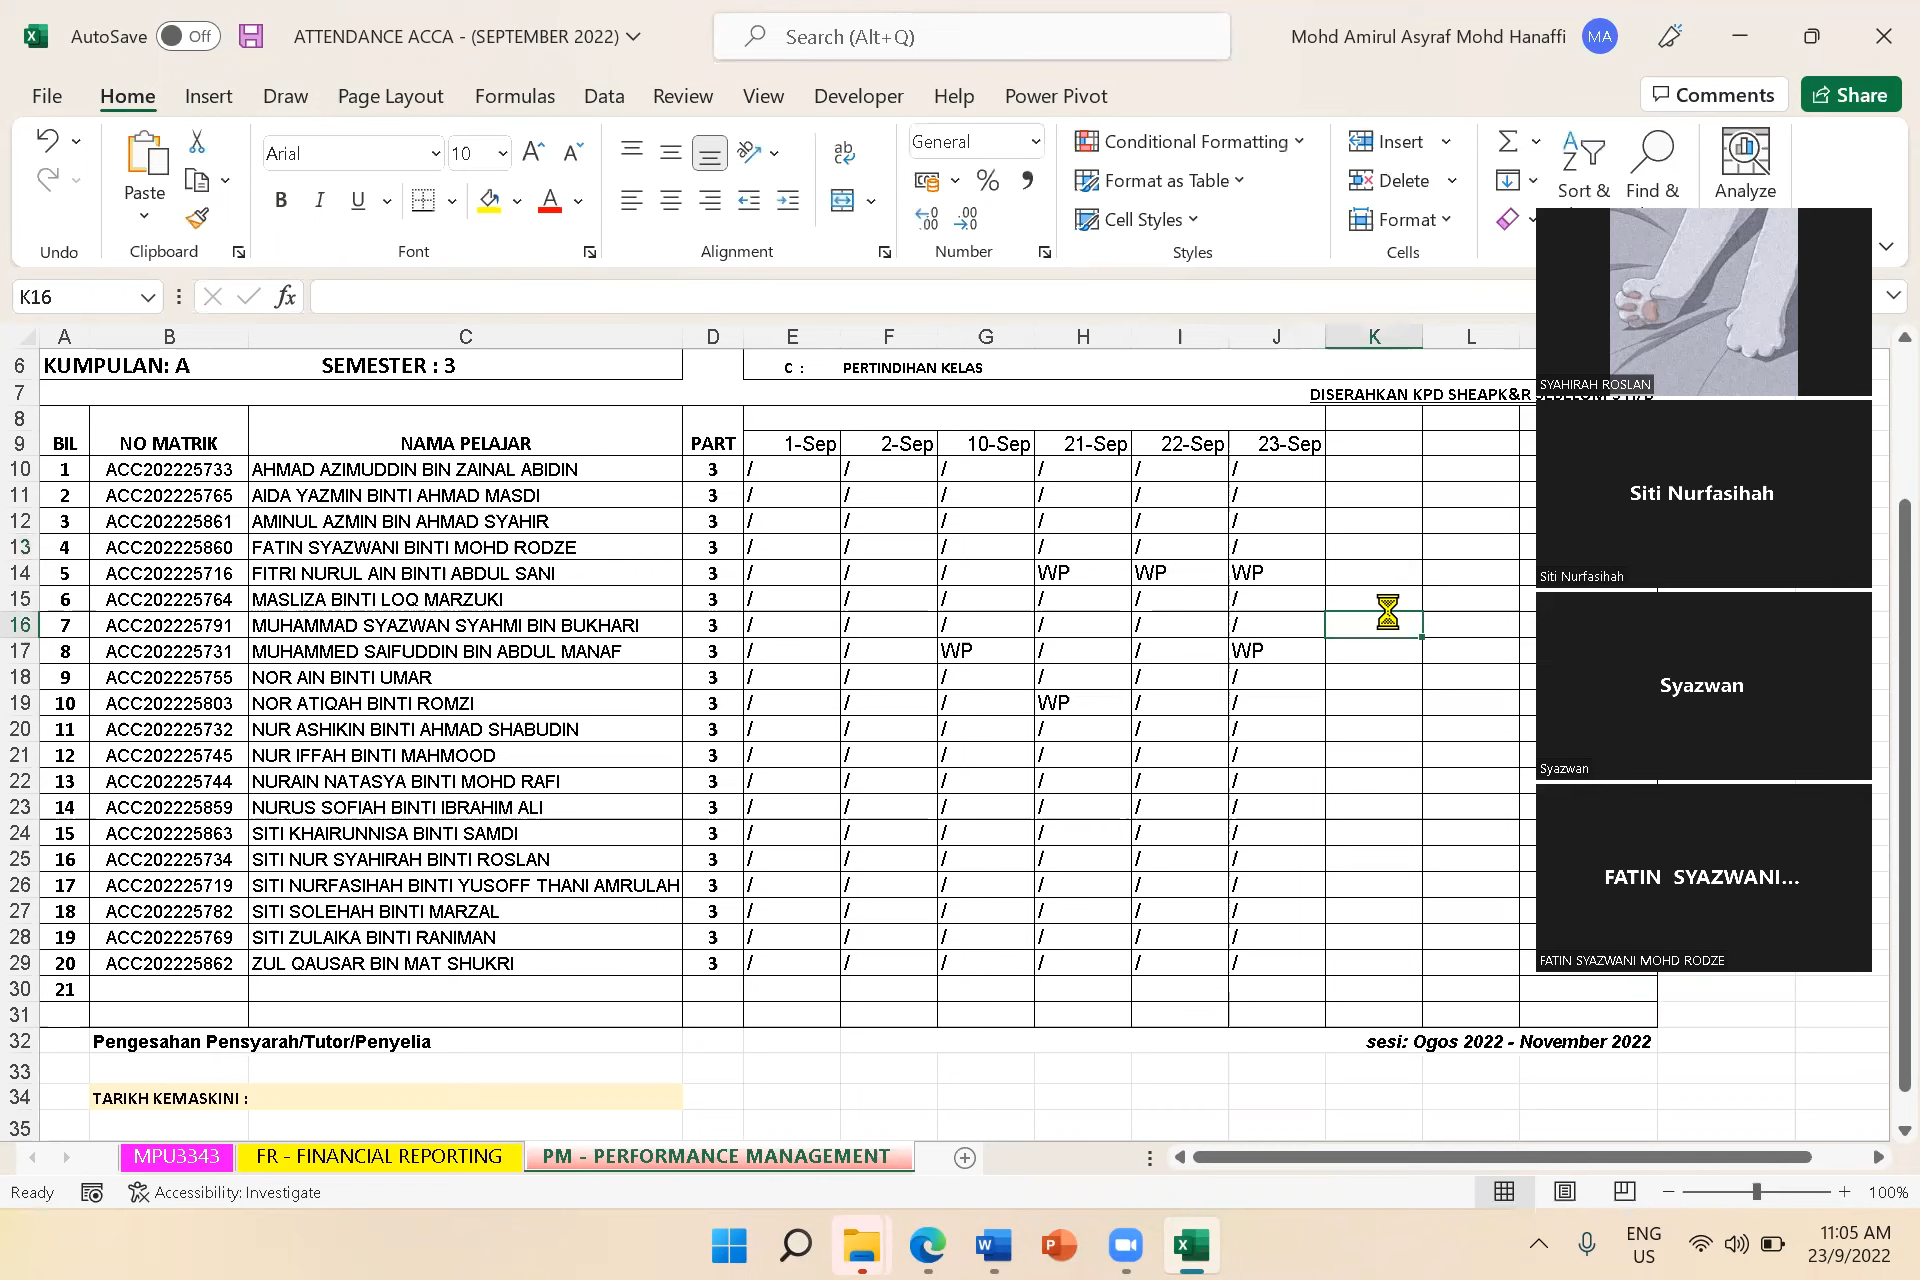 AutoSave Off ATTENDANCE ACCA - (SEPTEMBER 2022) Search (Alt+Q) Mohd Amirul Asyraf Mohd Hanaffi MA
File Home Insert Draw Page Layout Formulas Data Review View Developer Help Power Pivot Comments Share
Paste Arial 10 General Conditional Formatting Insert
B I U Format as Table Delete Sort & Find & Analyze
Cell Styles Format
Undo Clipboard Font Alignment Number Styles Cells
K16 fx
A B C D E F G H I J K L
6 KUMPULAN: A SEMESTER : 3 C : PERTINDIHAN KELAS
7 DISERAHKAN KPD SHEAPK&R
8
9 BIL NO MATRIK NAMA PELAJAR PART 1-Sep 2-Sep 10-Sep 21-Sep 22-Sep 23-Sep
10 1 ACC202225733 AHMAD AZIMUDDIN BIN ZAINAL ABIDIN 3 / / / / / /
11 2 ACC202225765 AIDA YAZMIN BINTI AHMAD MASDI 3 / / / / / /
12 3 ACC202225861 AMINUL AZMIN BIN AHMAD SYAHIR 3 / / / / / /
13 4 ACC202225860 FATIN SYAZWANI BINTI MOHD RODZE 3 / / / / / /
14 5 ACC202225716 FITRI NURUL AIN BINTI ABDUL SANI 3 / / / WP WP WP
15 6 ACC202225764 MASLIZA BINTI LOQ MARZUKI 3 / / / / / /
16 7 ACC202225791 MUHAMMAD SYAZWAN SYAHMI BIN BUKHARI 3 / / / / / /
17 8 ACC202225731 MUHAMMED SAIFUDDIN BIN ABDUL MANAF 3 / / WP / / WP
18 9 ACC202225755 NOR AIN BINTI UMAR 3 / / / / / /
19 10 ACC202225803 NOR ATIQAH BINTI ROMZI 3 / / / WP / /
20 11 ACC202225732 NUR ASHIKIN BINTI AHMAD SHABUDIN 3 / / / / / /
21 12 ACC202225745 NUR IFFAH BINTI MAHMOOD 3 / / / / / /
22 13 ACC202225744 NURAIN NATASYA BINTI MOHD RAFI 3 / / / / / /
23 14 ACC202225859 NURUS SOFIAH BINTI IBRAHIM ALI 3 / / / / / /
24 15 ACC202225863 SITI KHAIRUNNISA BINTI SAMDI 3 / / / / / /
25 16 ACC202225734 SITI NUR SYAHIRAH BINTI ROSLAN 3 / / / / / /
26 17 ACC202225719 SITI NURFASIHAH BINTI YUSOFF THANI AMRULAH 3 / / / / / /
27 18 ACC202225782 SITI SOLEHAH BINTI MARZAL 3 / / / / / /
28 19 ACC202225769 SITI ZULAIKA BINTI RANIMAN 3 / / / / / /
29 20 ACC202225862 ZUL QAUSAR BIN MAT SHUKRI 3 / / / / / /
30 21
31
32 Pengesahan Pensyarah/Tutor/Penyelia sesi: Ogos 2022 - November 2022
33
34 TARIKH KEMASKINI :
35
SYAHIRAH ROSLAN
Siti Nurfasihah
Siti Nurfasihah
Syazwan
Syazwan
FATIN SYAZWANI...
FATIN SYAZWANI MOHD RODZE
MPU3343 FR - FINANCIAL REPORTING PM - PERFORMANCE MANAGEMENT
Ready Accessibility: Investigate 100%
ENG
US
11:05 AM
23/9/2022